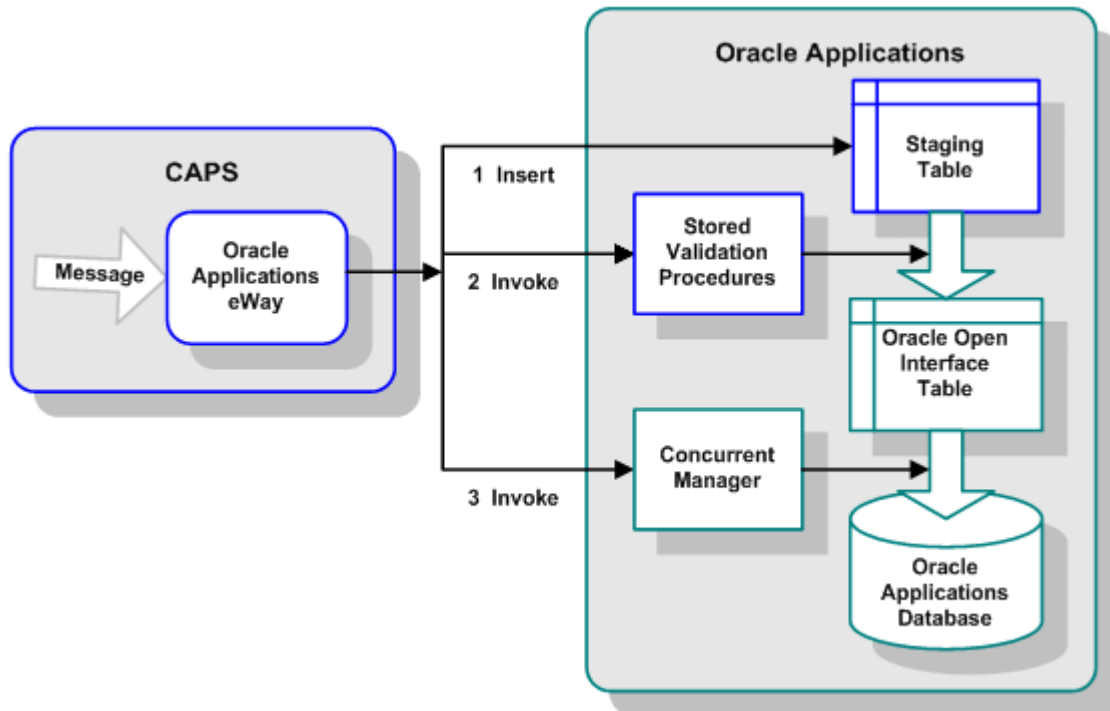 Oracle Applications
CAPS
Message
Oracle
Applications
eWay
1 Insert
2 Invoke
3 Invoke
Staging
Table
Stored
Validation
Procedures
Oracle Open
Interface
Table
Concurrent
Manager
Oracle
Applications
Database